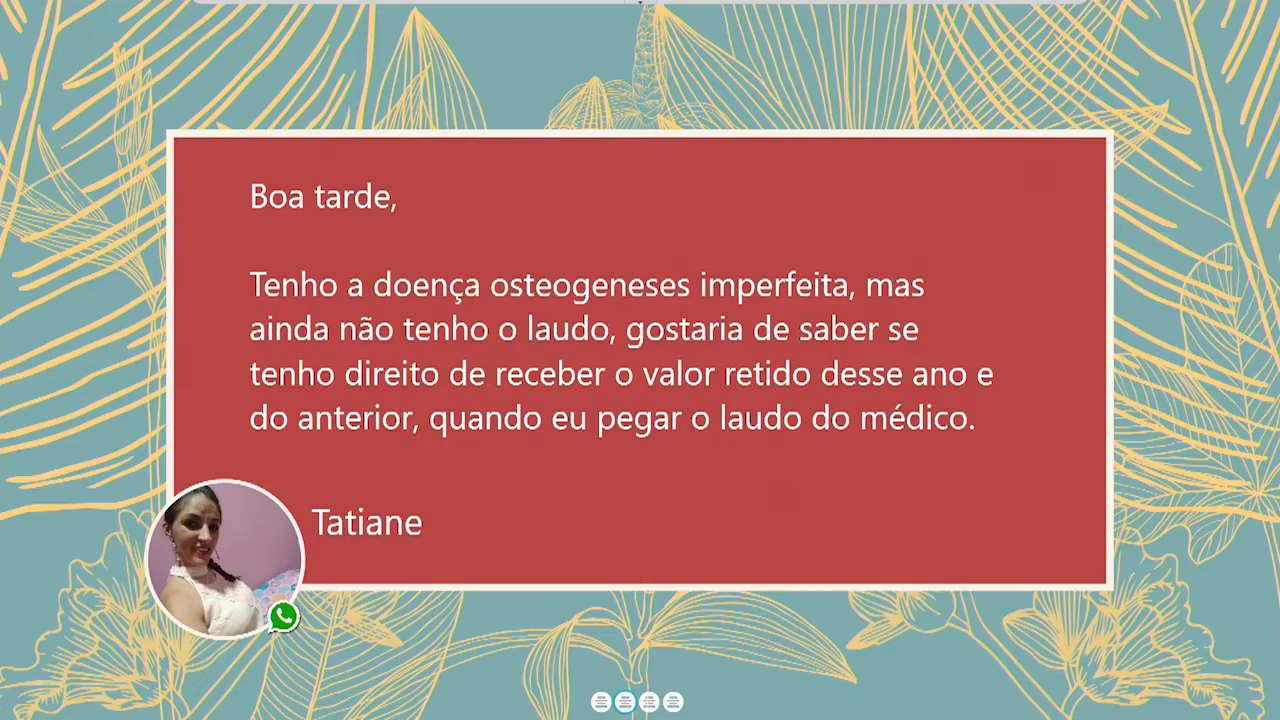 Boa tarde,
Tenho a doença osteogeneses imperfeita, mas
ainda não tenho o laudo, gostaria de saber se
tenho direito de receber o valor retido desse ano e
do anterior, quando eu pegar o laudo do médico.
Tatiane